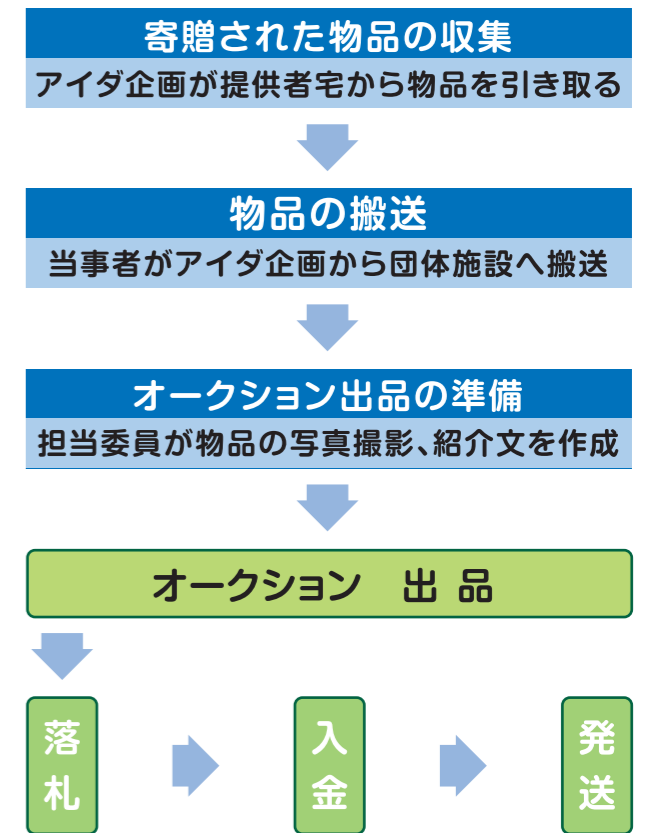 寄贈された物品の収集
アイダ企画が提供者宅から物品を引き取る
物品の搬送
当事者がアイダ企画から団体施設へ搬送
オークション出品の準備
担当委員が物品の写真撮影、紹介文を作成
オークション　出 品
落札
入金
発送